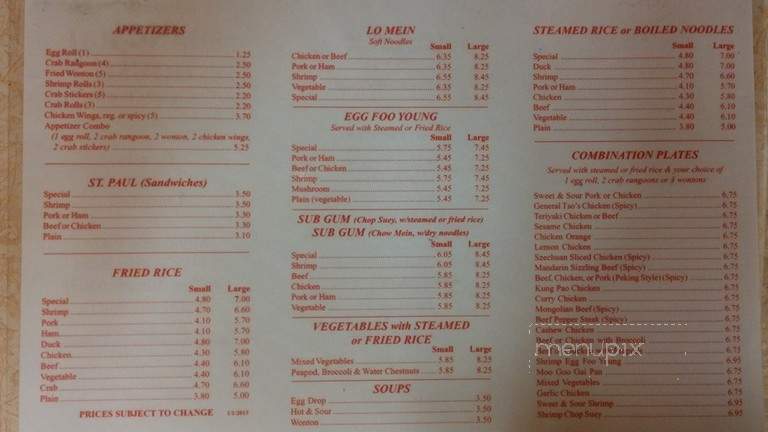 APPETIZERS
Egg Roll (1) 1.25
Crab Rangoon (4) 2.50
Fried Wonton (5) 2.50
Shrimp Rolls (3) 2.50
Crab Stickers (5) 2.20
Crab Rolls (3) 2.20
Chicken Wings, reg. or spicy (5) 3.70
Appetizer Combo
(1 egg roll, 2 crab rangoon, 2 wonton, 2 chicken wings,
2 crab stickers) 5.25
ST. PAUL (Sandwiches)
Special 3.50
Shrimp 3.50
Pork or Ham 3.30
Beef or Chicken 3.30
Plain 3.10
FRIED RICE
Small Large
Special 4.80 7.00
Shrimp 4.70 6.60
Pork 4.10 5.70
Ham 4.10 5.70
Duck 4.80 7.00
Chicken 4.30 5.80
Beef 4.40 6.10
Vegetable 4.40 6.10
Crab 4.70 6.60
Plain 3.80 5.00
PRICES SUBJECT TO CHANGE
LO MEIN
Soft Noodles
Small Large
Chicken or Beef 6.35 8.25
Pork or Ham 6.35 8.25
Shrimp 6.55 8.45
Vegetable 6.35 8.25
Special 6.55 8.45
EGG FOO YOUNG
Served with Steamed or Fried Rice
Small Large
Special 5.75 7.45
Pork or Ham 5.45 7.25
Beef or Chicken 5.45 7.25
Shrimp 5.75 7.45
Mushroom 5.45 7.25
Plain (vegetable) 5.45 7.25
SUB GUM (Chop Suey, w/steamed or fried rice)
SUB GUM (Chow Mein, w/dry noodles)
Small Large
Special 6.05 8.45
Shrimp 6.05 8.45
Beef 5.85 8.25
Chicken 5.85 8.25
Pork or Ham 5.85 8.25
Vegetable 5.85 8.25
VEGETABLES with STEAMED
or FRIED RICE
Small Large
Mixed Vegetables 5.85 8.25
Peapod, Broccoli & Water Chestnuts 5.85 8.25
SOUPS
Egg Drop 3.50
Hot & Sour 3.50
Wonton 3.50
STEAMED RICE or BOILED NOODLES
Small Large
Special 4.80 7.00
Duck 4.80 7.00
Shrimp 4.70 6.60
Pork or Ham 4.10 5.70
Chicken 4.30 5.80
Beef 4.40 6.10
Vegetable 4.40 6.10
Plain 3.80 5.00
COMBINATION PLATES
Served with steamed or fried rice & your choice of
1 egg roll, 2 crab rangoons or 3 wontons
Sweet & Sour Pork or Chicken 6.75
General Tso's Chicken (Spicy) 6.75
Teriyaki Chicken or Beef 6.75
Sesame Chicken 6.75
Chicken Orange 6.75
Lemon Chicken 6.75
Szechuan Sliced Chicken (Spicy) 6.75
Mandarin Sizzling Beef (Spicy) 6.75
Beef, Chicken, or Pork (Peking Style) (Spicy) 6.75
Kung Pao Chicken 6.75
Curry Chicken 6.75
Mongolian Beef (Spicy) 6.75
Beef Pepper Steak (Spicy) 6.75
Cashew Chicken 6.75
Beef or Chicken with Broccoli 6.75
menupix
Shrimp Egg Foo Young 6.95
Moo Goo Gai Pan 6.75
Mixed Vegetables 6.75
Garlic Chicken 6.75
Sweet & Sour Shrimp 6.95
Shrimp Chop Suey 6.95